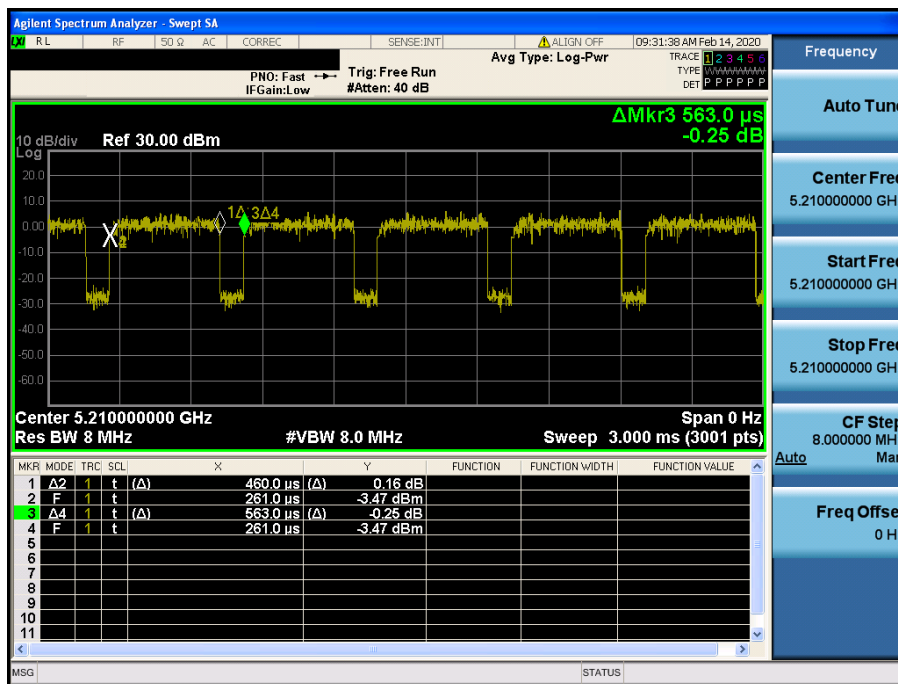 Agilent Spectrum Analyzer - Swept SA
LXI RL RF 50 Ω AC CORREC SENSE:INT ALIGN OFF 09:31:38 AM Feb 14, 2020
Avg Type: Log-Pwr TRACE 1 2 3 4 5 6
PNO: Fast Trig: Free Run TYPE
IFGain:Low #Atten: 40 dB DET P P P P P P
ΔMkr3 563.0 µs
-0.25 dB
10 dB/div Ref 30.00 dBm
Log
20.0
10.0
0.00
-10.0
-20.0
-30.0
-40.0
-50.0
-60.0
1Δ 3Δ4
Center 5.210000000 GHz Span 0 Hz
Res BW 8 MHz #VBW 8.0 MHz Sweep 3.000 ms (3001 pts)
MKR MODE TRC SCL X Y FUNCTION FUNCTION WIDTH FUNCTION VALUE
1 Δ2 1 t (Δ) 460.0 µs (Δ) 0.16 dB
2 F 1 t 261.0 µs -3.47 dBm
3 Δ4 1 t (Δ) 563.0 µs (Δ) -0.25 dB
4 F 1 t 261.0 µs -3.47 dBm
5
6
7
8
9
10
11
MSG STATUS
Frequency
Auto Tune
Center Freq
5.210000000 GH
Start Freq
5.210000000 GH
Stop Freq
5.210000000 GH
CF Step
8.000000 MH
Auto Man
Freq Offset
0 H